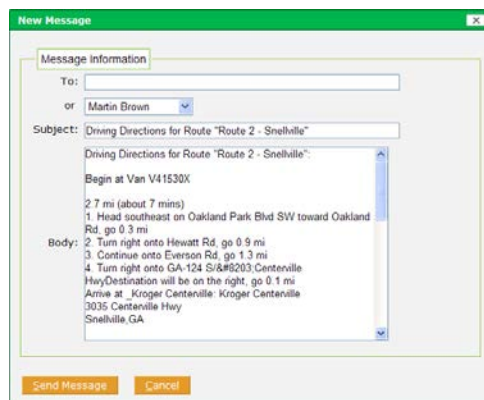 New Message
Message Information
To:
or Martin Brown
Subject: Driving Directions for Route "Route 2 - Snellville"
Body:
Driving Directions for Route "Route 2 - Snellville":
Begin at Van V41530X
2.7 mi (about 7 mins)
1. Head southeast on Oakland Park Blvd SW toward Oakland
Rd, go 0.3 mi
2. Turn right onto Hewatt Rd, go 0.9 mi
3. Continue onto Everson Rd, go 1.3 mi
4. Turn right onto GA-124 S/&#8203;Centerville
HwyDestination will be on the right, go 0.1 mi
Arrive at _Kroger Centerville: Kroger Centerville
3035 Centerville Hwy
Snellville,GA
Send Message Cancel